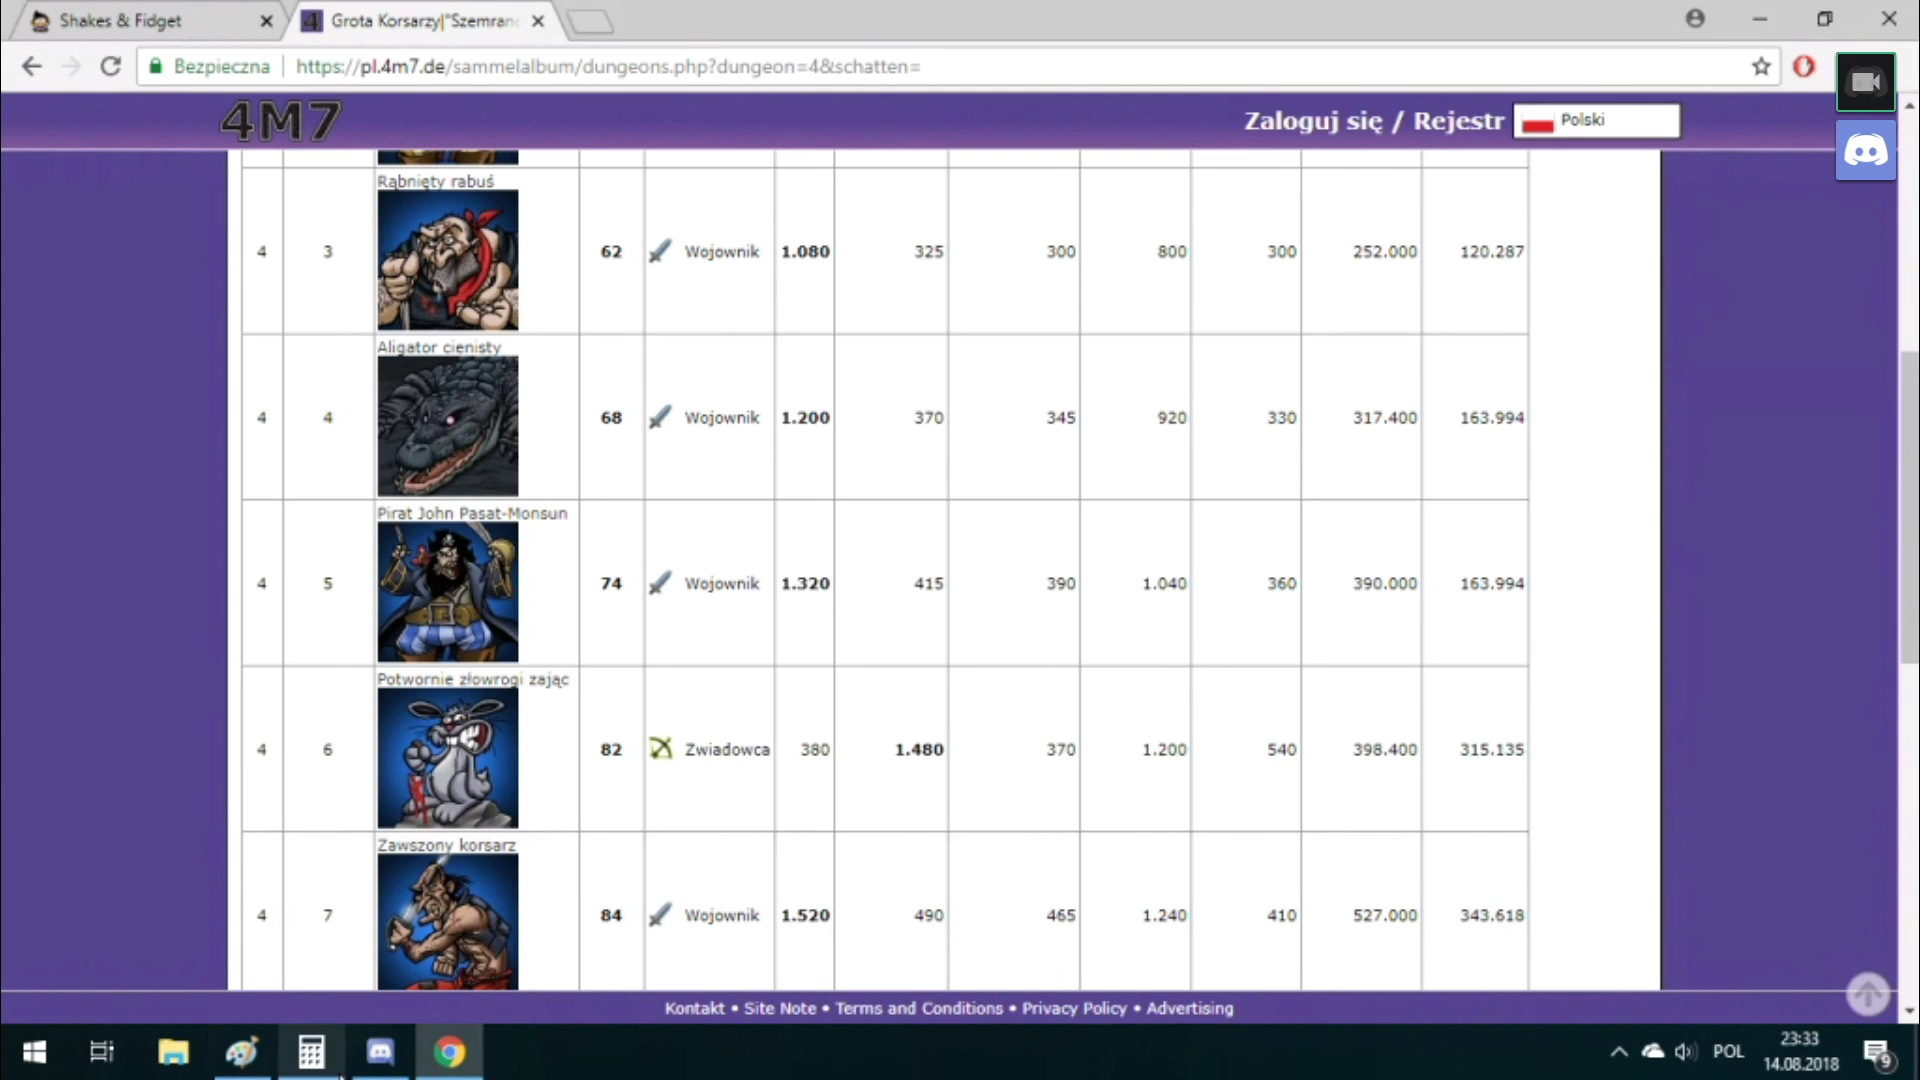 Shakes & Fidget
Grota Korsarzy|"Szemrane
Bezpieczna
https://pl.4m7.de/sammelalbum/dungeons.php?dungeon=4&schatten=
4M7
Zaloguj się / Rejestr
Polski
Rąbnięty rabuś
4 3 62 Wojownik 1.080 325 300 800 300 252.000 120.287
Aligator cienisty
4 4 68 Wojownik 1.200 370 345 920 330 317.400 163.994
Pirat John Pasat-Monsun
4 5 74 Wojownik 1.320 415 390 1.040 360 390.000 163.994
Potwornie złowrogi zając
4 6 82 Zwiadowca 380 1.480 370 1.200 540 398.400 315.135
Zawszony korsarz
4 7 84 Wojownik 1.520 490 465 1.240 410 527.000 343.618
Kontakt • Site Note • Terms and Conditions • Privacy Policy • Advertising
POL
23:33
14.08.2018
9